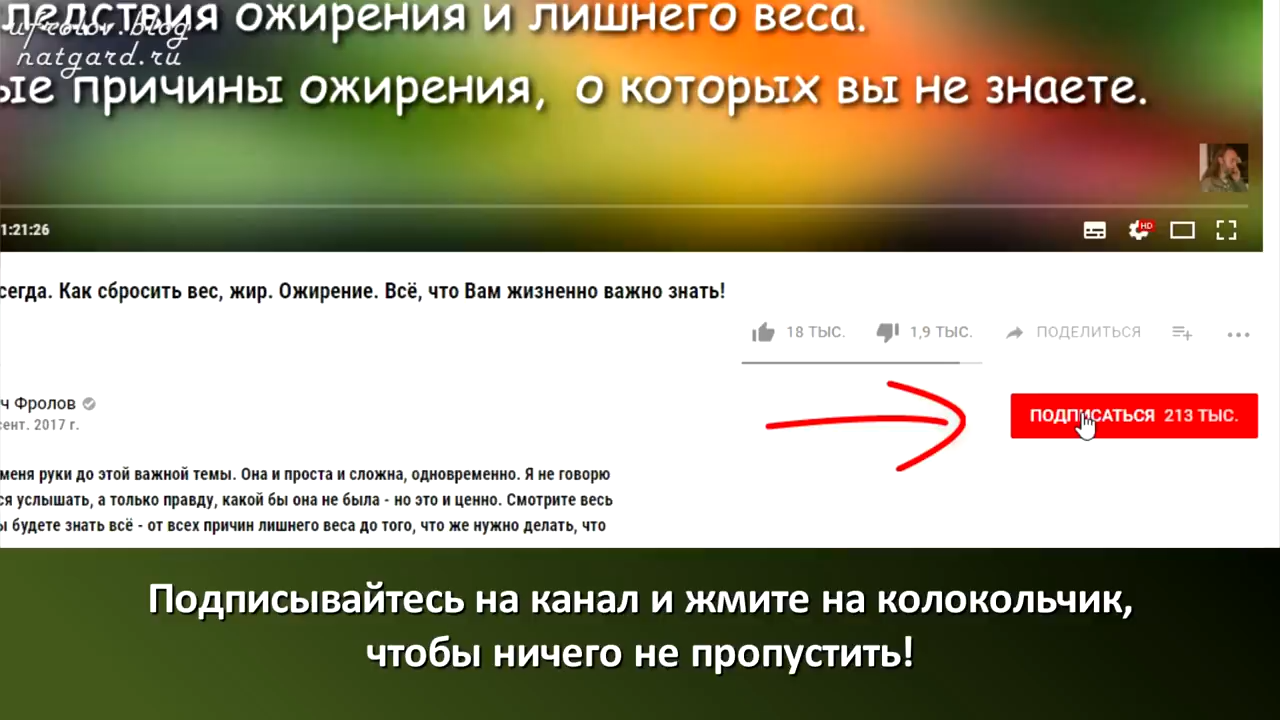 ледствия ожирения и лишнего веса.
ufrolov.blog
natgard.ru
ые причины ожирения, о которых вы не знаете.
1:21:26
HD
сегда. Как сбросить вес, жир. Ожирение. Всё, что Вам жизненно важно знать!
18 ТЫС. 1,9 ТЫС. ПОДЕЛИТЬСЯ
ч Фролов
сент. 2017 г.
ПОДПИСАТЬСЯ 213 ТЫС.
меня руки до этой важной темы. Она и проста и сложна, одновременно. Я не говорю
ся услышать, а только правду, какой бы она не была - но это и ценно. Смотрите весь
ы будете знать всё - от всех причин лишнего веса до того, что же нужно делать, что
Подписывайтесь на канал и жмите на колокольчик,
чтобы ничего не пропустить!